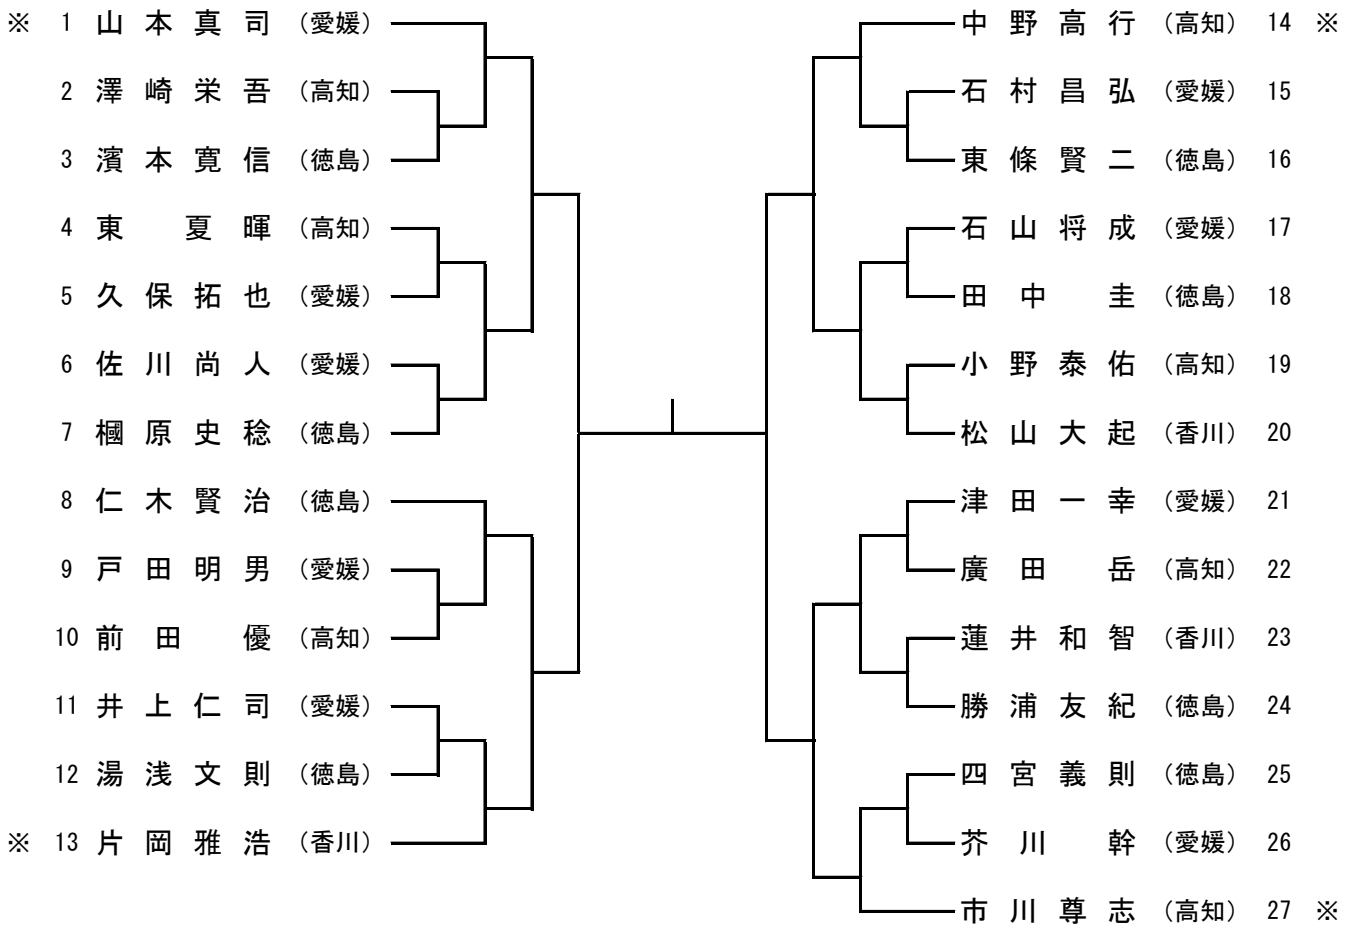 ※ 1 山本真司 （愛媛）
2 澤崎栄吾 （高知）
3 濱本寛信 （徳島）
4 東 夏暉 （高知）
5 久保拓也 （愛媛）
6 佐川尚人 （愛媛）
7 槶原史稔 （徳島）
8 仁木賢治 （徳島）
9 戸田明男 （愛媛）
10 前田 優 （高知）
11 井上仁司 （愛媛）
12 湯浅文則 （徳島）
※ 13 片岡雅浩 （香川）
中野高行 （高知） 14 ※
石村昌弘 （愛媛） 15
東條賢二 （徳島） 16
石山将成 （愛媛） 17
田中 圭 （徳島） 18
小野泰佑 （高知） 19
松山大起 （香川） 20
津田一幸 （愛媛） 21
廣田 岳 （高知） 22
蓮井和智 （香川） 23
勝浦友紀 （徳島） 24
四宮義則 （徳島） 25
芥川 幹 （愛媛） 26
市川尊志 （高知） 27 ※